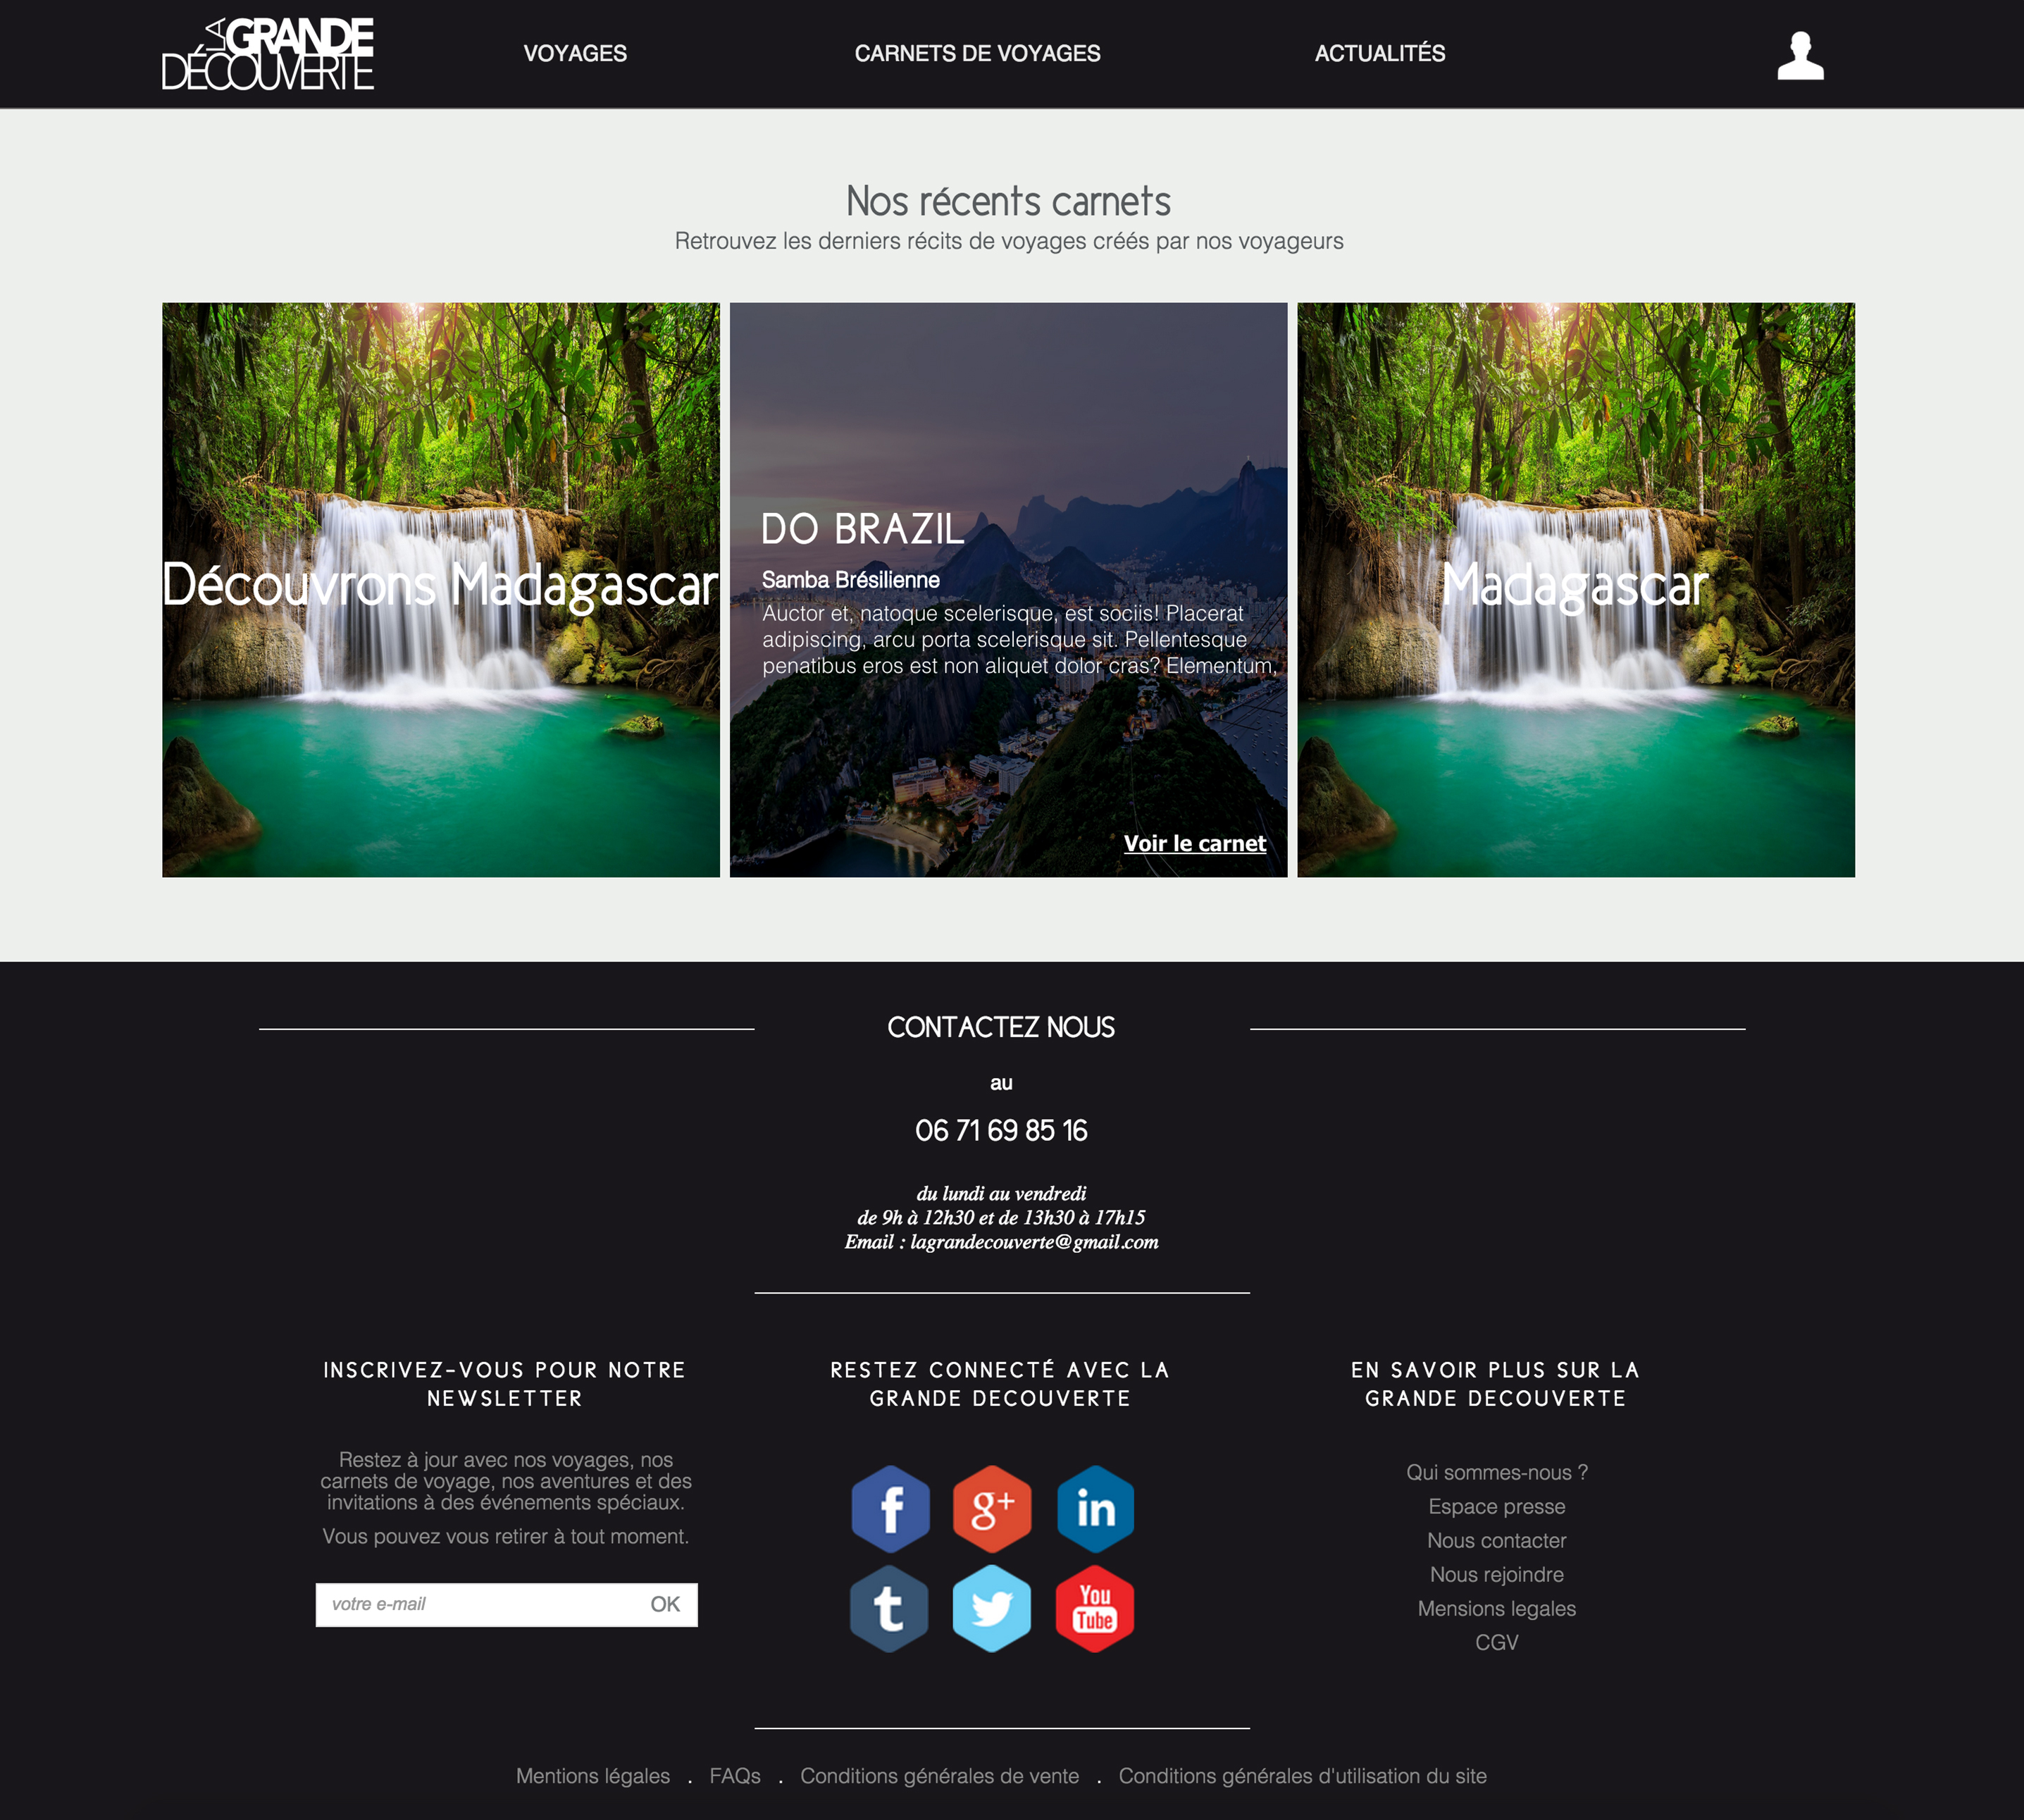 LA GRANDE
DÉCOUVERTE
VOYAGES
CARNETS DE VOYAGES
ACTUALITÉS
Nos récents carnets
Retrouvez les derniers récits de voyages créés par nos voyageurs
Découvrons Madagascar
DO BRAZIL
Samba Brésilienne
Auctor et, natoque scelerisque, est sociis! Placerat
adipiscing, arcu porta scelerisque sit. Pellentesque
penatibus eros est non aliquet dolor cras? Elementum,
Voir le carnet
Madagascar
CONTACTEZ NOUS
au
06 71 69 85 16
du lundi au vendredi
de 9h à 12h30 et de 13h30 à 17h15
Email : lagrandecouverte@gmail.com
INSCRIVEZ-VOUS POUR NOTRE
NEWSLETTER
Restez à jour avec nos voyages, nos
carnets de voyage, nos aventures et des
invitations à des événements spéciaux.
Vous pouvez vous retirer à tout moment.
votre e-mail
OK
RESTEZ CONNECTÉ AVEC LA
GRANDE DECOUVERTE
f
g+
in
t
You
Tube
EN SAVOIR PLUS SUR LA
GRANDE DECOUVERTE
Qui sommes-nous ?
Espace presse
Nous contacter
Nous rejoindre
Mensions legales
CGV
Mentions légales . FAQs . Conditions générales de vente . Conditions générales d'utilisation du site